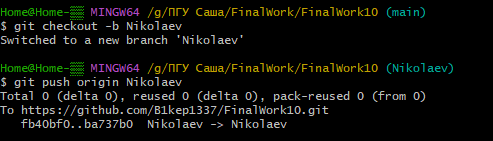 Home@Home-▒▒ MINGW64 /g/ПГУ Саша/FinalWork/FinalWork10 (main)
$ git checkout -b Nikolaev
Switched to a new branch 'Nikolaev'
Home@Home-▒▒ MINGW64 /g/ПГУ Саша/FinalWork/FinalWork10 (Nikolaev)
$ git push origin Nikolaev
Total 0 (delta 0), reused 0 (delta 0), pack-reused 0 (from 0)
To https://github.com/B1kep1337/FinalWork10.git
   fb40bf0..ba737b0  Nikolaev -> Nikolaev